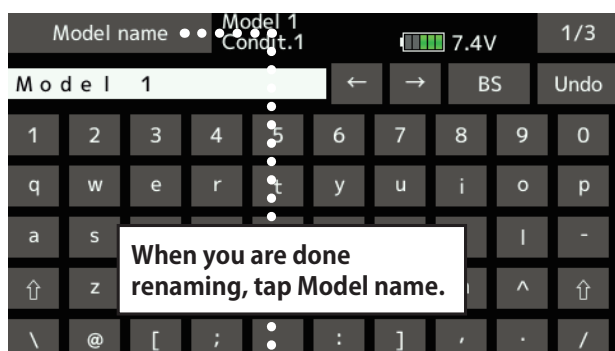 Model name Model 1 1/3
Condit.1 7.4V
Model 1 ← → BS Undo
1 2 3 4 5 6 7 8 9 0
q w e r t y u i o p
a s l -
When you are done
renaming, tap Model name.
⇧ z ^ ⇧
\ @ [ ; : ] , . /